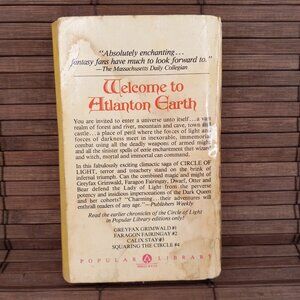 "Absolutely enchanting...
fantasy fans have much to look forward to."
—The Massachusetts Daily Collegian
Welcome to
Atlanton Earth
You are invited to enter a universe unto itself...a vast
realm of forest and river, mountain and cave, town and
castle...a place of peril where the forces of light and
forces of darkness meet in inexorable, immemorial
combat using all the deadly weapons of armed might
and all the sinister spells of eerie enchantment that wizard
and witch, mortal and immortal can command.
In this fabulously exciting climactic saga of CIRCLE OF
LIGHT, terror and treachery stand on the brink of
infernal triumph. Can the combined magic and might of
Greyfax Grimwald, Faragon Fairingay, Dwarf, Otter and
Bear defend the Lady of Light from the perverse
potency and insidious impersonations of the Dark Queen
and her cohorts? "Charming...their adventures will
enthrall readers of any age."—Publishers Weekly
Read the earlier chronicles of the Circle of Light
in Popular Library editions only!
GREYFAX GRIMWALD #1
FARAGON FAIRINGAY #2
CALIX STAY #3
SQUARING THE CIRCLE #4
POPULAR LIBRARY